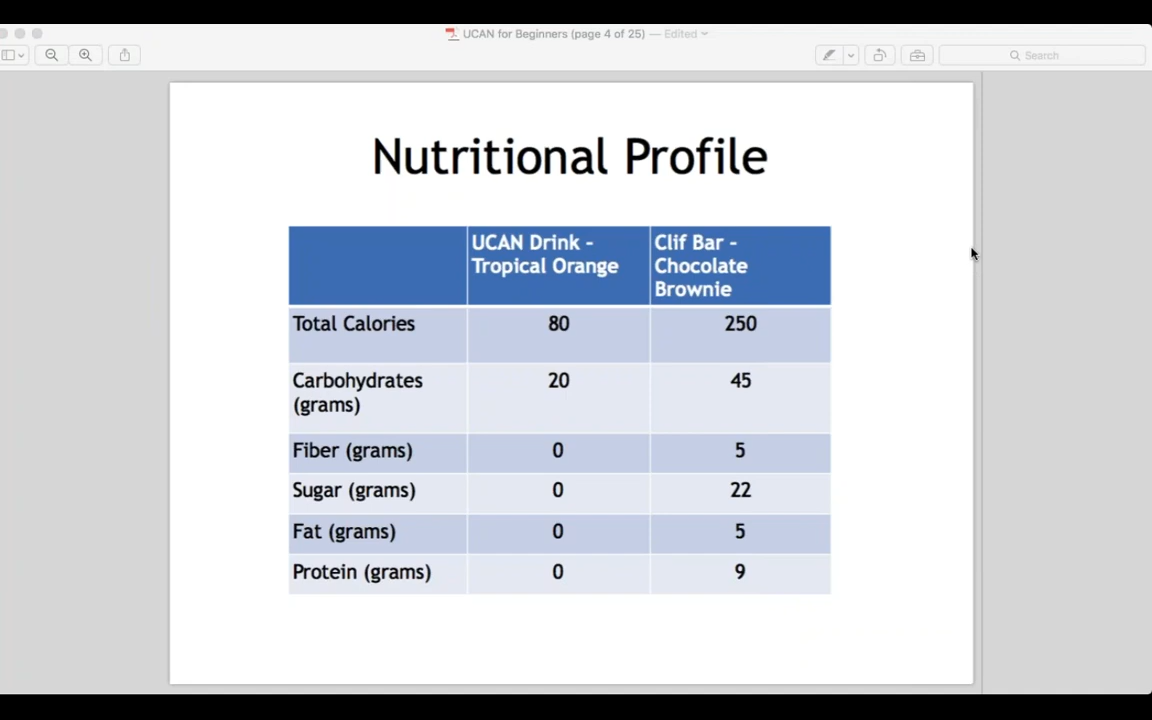 UCAN for Beginners (page 4 of 25) — Edited
Search
Nutritional Profile
UCAN Drink - Tropical Orange
Clif Bar - Chocolate Brownie
Total Calories 80 250
Carbohydrates (grams) 20 45
Fiber (grams) 0 5
Sugar (grams) 0 22
Fat (grams) 0 5
Protein (grams) 0 9